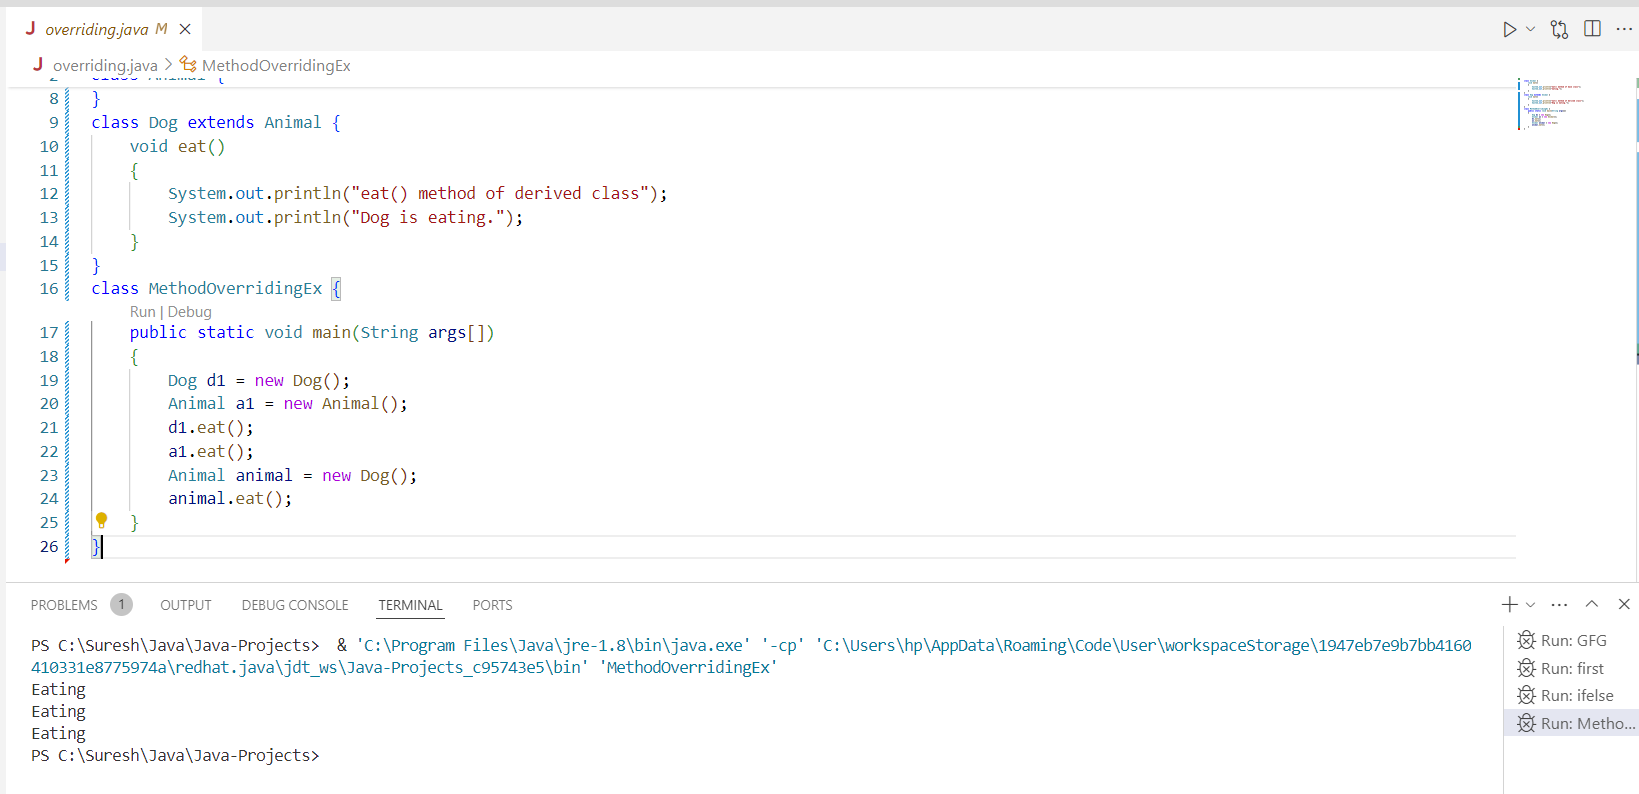 J overriding.java M ×
J overriding.java > MethodOverridingEx
2 class Animal {
8 }
9 class Dog extends Animal {
10 void eat()
11 {
12 System.out.println("eat() method of derived class");
13 System.out.println("Dog is eating.");
14 }
15 }
16 class MethodOverridingEx {
Run | Debug
17 public static void main(String args[])
18 {
19 Dog d1 = new Dog();
20 Animal a1 = new Animal();
21 d1.eat();
22 a1.eat();
23 Animal animal = new Dog();
24 animal.eat();
25 }
26 }
PROBLEMS 1 OUTPUT DEBUG CONSOLE TERMINAL PORTS
PS C:\Suresh\Java\Java-Projects> & 'C:\Program Files\Java\jre-1.8\bin\java.exe' '-cp' 'C:\Users\hp\AppData\Roaming\Code\User\workspaceStorage\1947eb7e9b7bb4160
410331e8775974a\redhat.java\jdt_ws\Java-Projects_c95743e5\bin' 'MethodOverridingEx'
Eating
Eating
Eating
PS C:\Suresh\Java\Java-Projects>
Run: GFG
Run: first
Run: ifelse
Run: Metho...